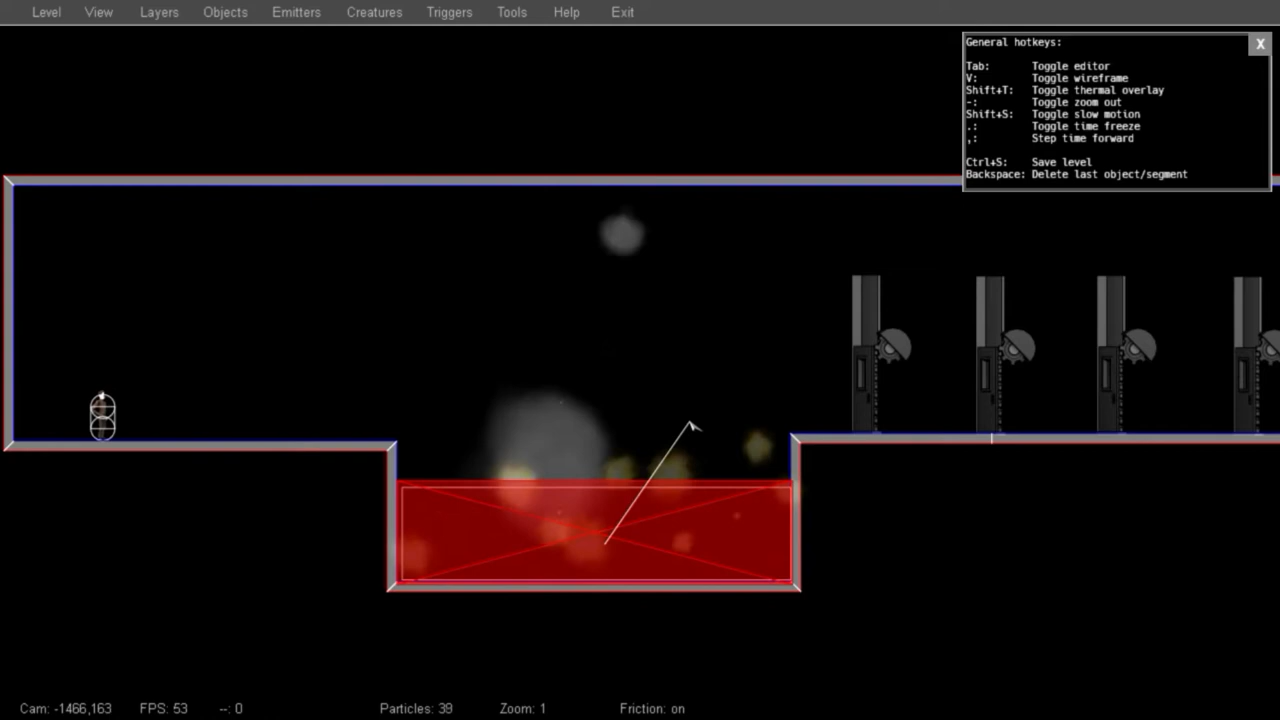 Level View Layers Objects Emitters Creatures Triggers Tools Help Exit
General hotkeys:
X
Tab: Toggle editor
V: Toggle wireframe
Shift+T: Toggle thermal overlay
-: Toggle zoom out
Shift+S: Toggle slow motion
.: Toggle time freeze
,: Step time forward
Ctrl+S: Save level
Backspace: Delete last object/segment
Cam: -1466,163 FPS: 53 --: 0 Particles: 39 Zoom: 1 Friction: on